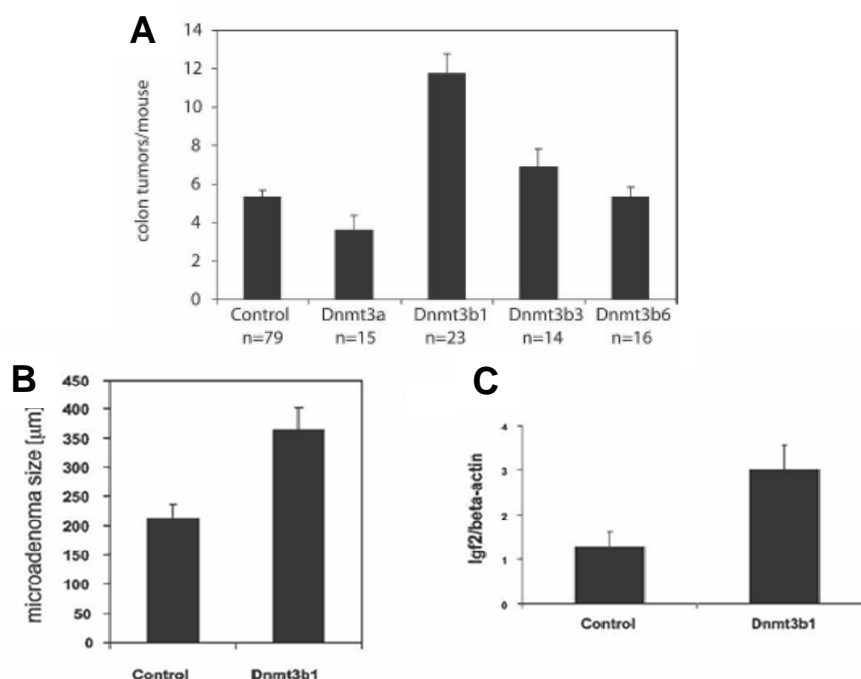 A
colon tumors/mouse
14
12
10
8
6
4
2
0
Control Dnmt3a Dnmt3b1 Dnmt3b3 Dnmt3b6
n=79 n=15 n=23 n=14 n=16
B
microadenoma size [µm]
450
400
350
300
250
200
150
100
50
0
Control Dnmt3b1
C
Igf2/beta-actin
4
3
2
1
0
Control Dnmt3b1